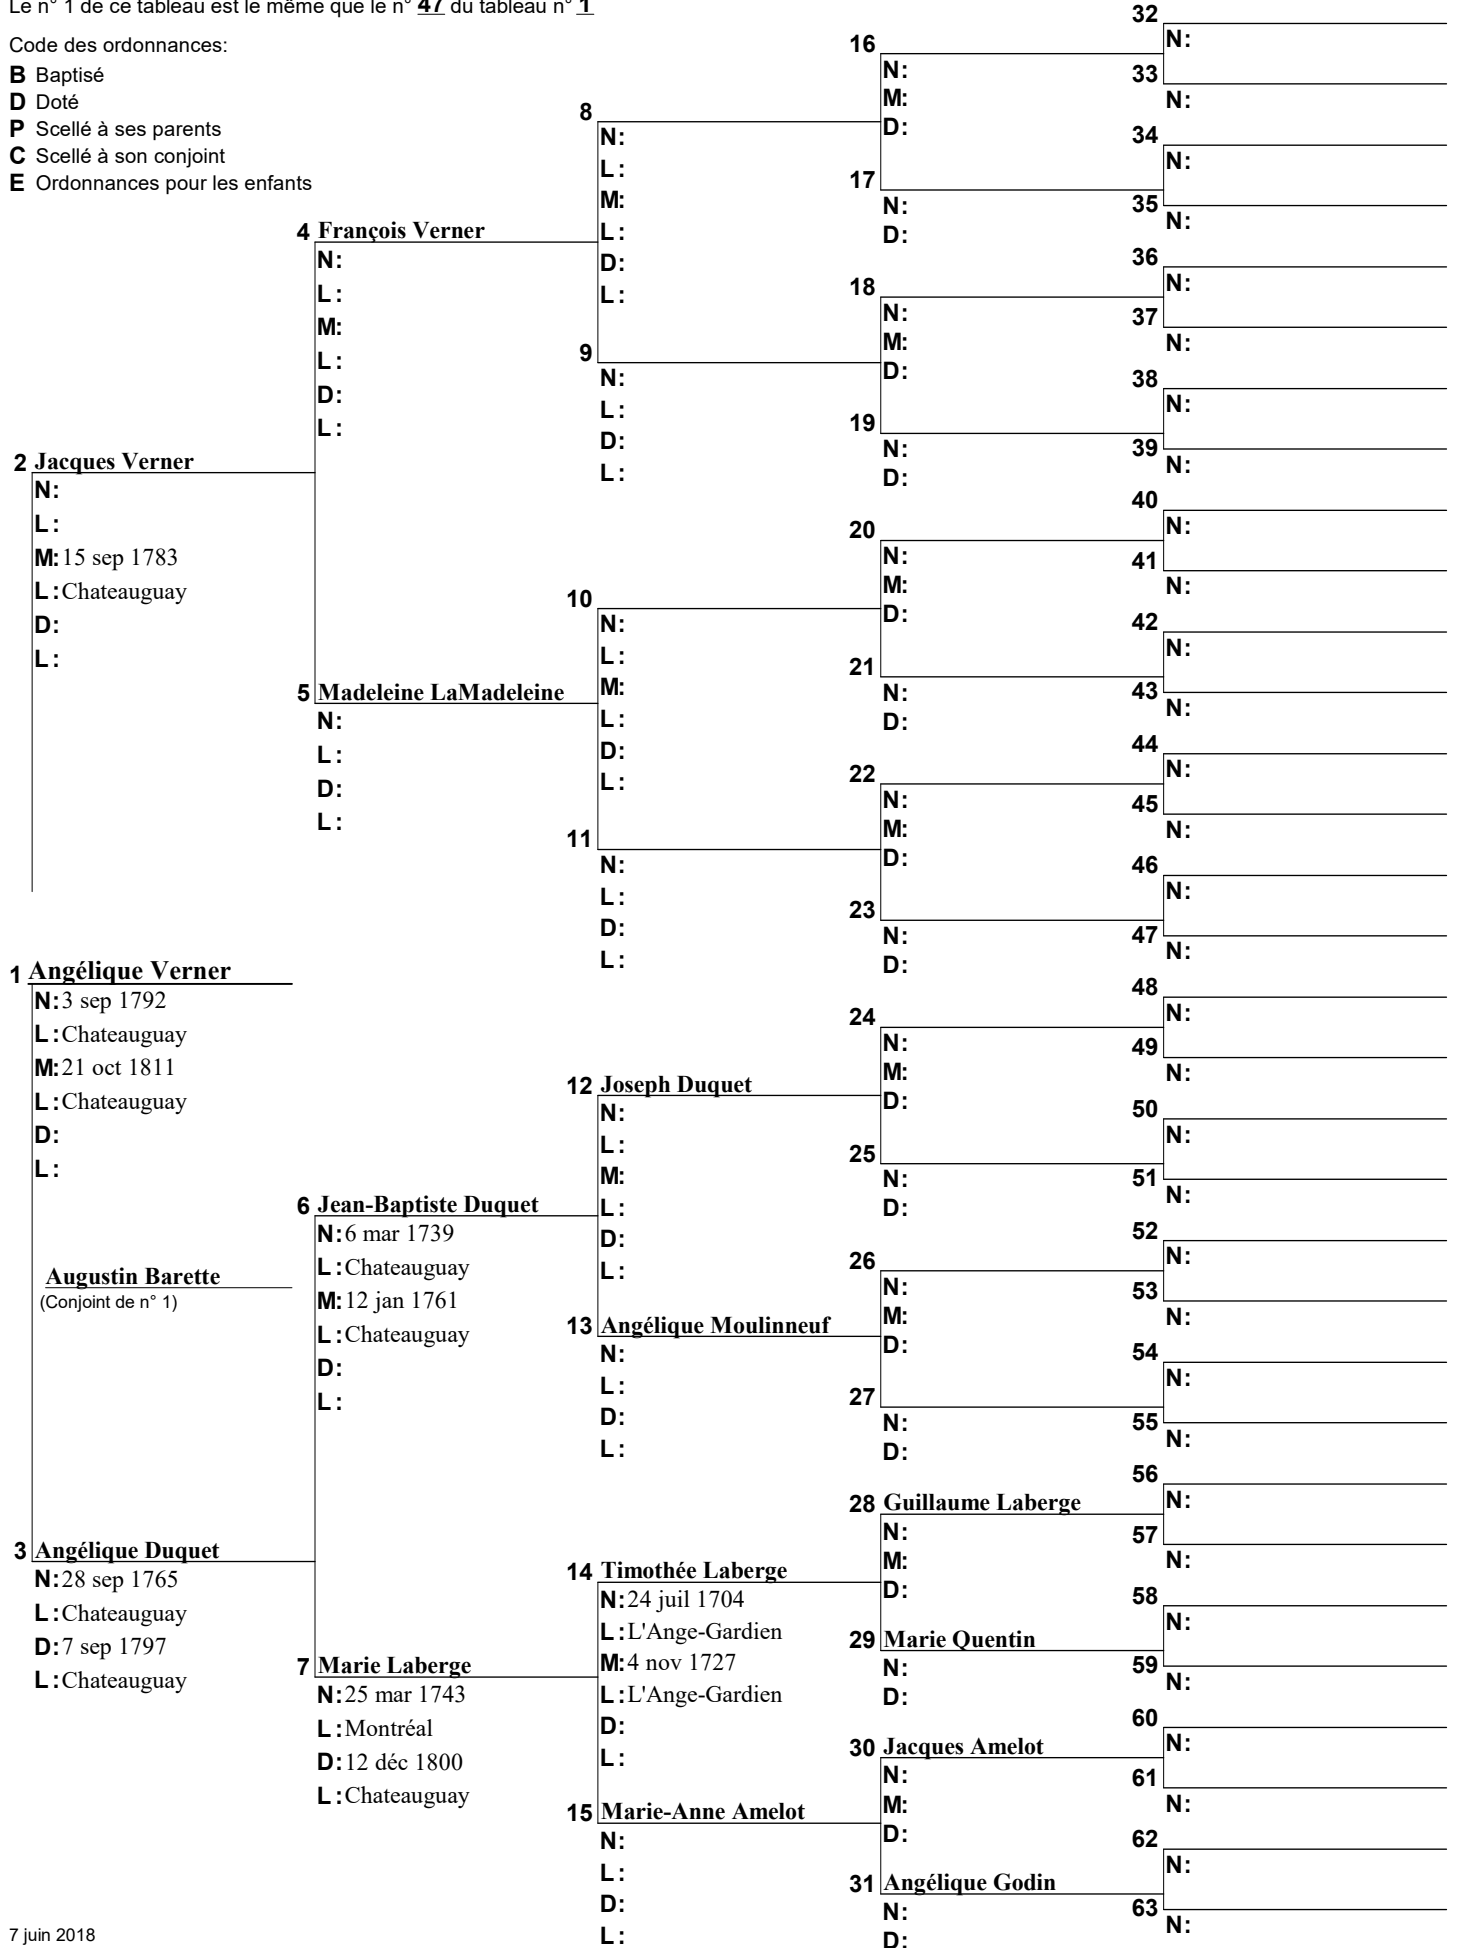 Le n° 1 de ce tableau est le même que le n° 47 du tableau n° 1
Code des ordonnances:
B Baptisé
D Doté
P Scellé à ses parents
C Scellé à son conjoint
E Ordonnances pour les enfants
2 Jacques Verner
N:
L:
M: 15 sep 1783
L: Chateauguay
D:
L:
1 Angélique Verner
N: 3 sep 1792
L: Chateauguay
M: 21 oct 1811
L: Chateauguay
D:
L:
Augustin Barette
(Conjoint de n° 1)
3 Angélique Duquet
N: 28 sep 1765
L: Chateauguay
D: 7 sep 1797
L: Chateauguay
4 François Verner
N:
L:
M:
L:
D:
L:
5 Madeleine LaMadeleine
N:
L:
D:
L:
6 Jean-Baptiste Duquet
N: 6 mar 1739
L: Chateauguay
M: 12 jan 1761
L: Chateauguay
D:
L:
7 Marie Laberge
N: 25 mar 1743
L: Montréal
D: 12 déc 1800
L: Chateauguay
8
N:
L:
M:
L:
D:
L:
9
N:
L:
D:
L:
10
N:
L:
M:
L:
D:
L:
11
N:
L:
D:
L:
12 Joseph Duquet
N:
L:
M:
L:
D:
L:
13 Angélique Moulinneuf
N:
L:
D:
L:
14 Timothée Laberge
N: 24 juil 1704
L: L'Ange-Gardien
M: 4 nov 1727
L: L'Ange-Gardien
D:
L:
15 Marie-Anne Amelot
N:
L:
D:
L:
16
N:
M:
D:
17
N:
D:
18
N:
M:
D:
19
N:
D:
20
N:
M:
D:
21
N:
D:
22
N:
M:
D:
23
N:
D:
24
N:
M:
D:
25
N:
D:
26
N:
M:
D:
27
N:
D:
28 Guillaume Laberge
N:
M:
D:
29 Marie Quentin
N:
D:
30 Jacques Amelot
N:
M:
D:
31 Angélique Godin
N:
D:
32
N:
33
N:
34
N:
35
N:
36
N:
37
N:
38
N:
39
N:
40
N:
41
N:
42
N:
43
N:
44
N:
45
N:
46
N:
47
N:
48
N:
49
N:
50
N:
51
N:
52
N:
53
N:
54
N:
55
N:
56
N:
57
N:
58
N:
59
N:
60
N:
61
N:
62
N:
63
N:
7 juin 2018